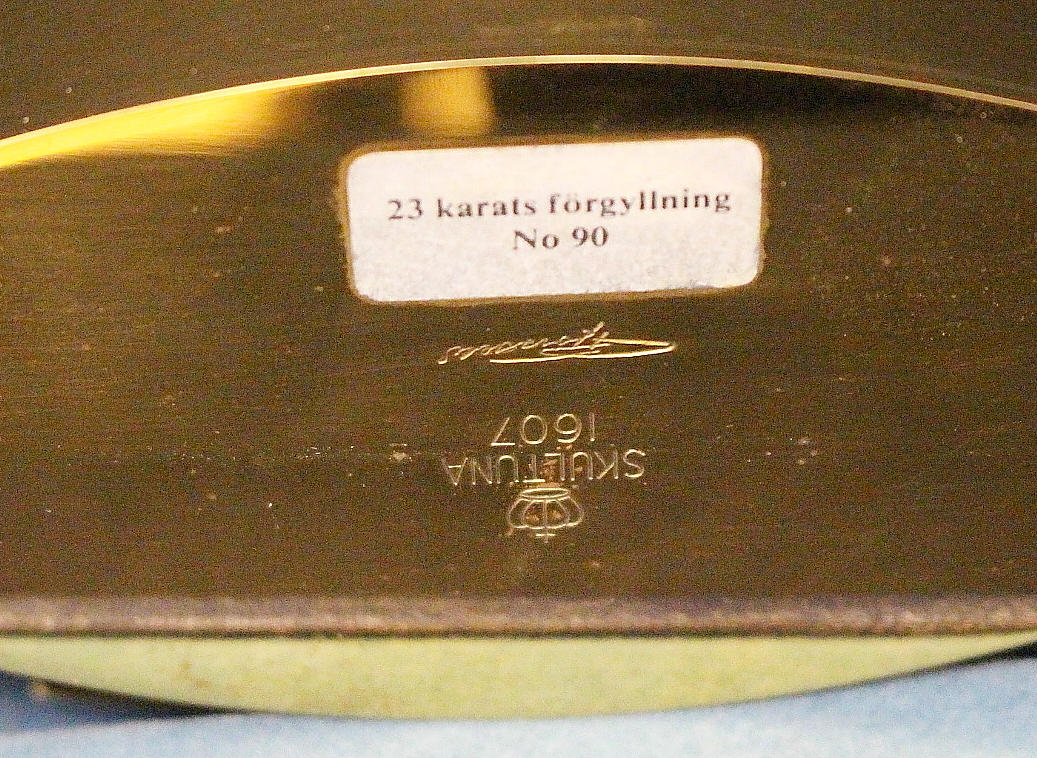 23 karats förgyllning
No 90
SKULTUNA
1607